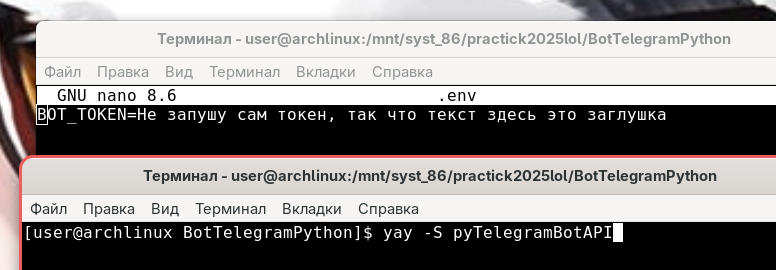 Терминал - user@archlinux:/mnt/syst_86/practick2025lol/BotTelegramPython
Файл Правка Вид Терминал Вкладки Справка
GNU nano 8.6 .env
BOT_TOKEN=Не запушу сам токен, так что текст здесь это заглушка
Терминал - user@archlinux:/mnt/syst_86/practick2025lol/BotTelegramPython
Файл Правка Вид Терминал Вкладки Справка
[user@archlinux BotTelegramPython]$ yay -S pyTelegramBotAPI